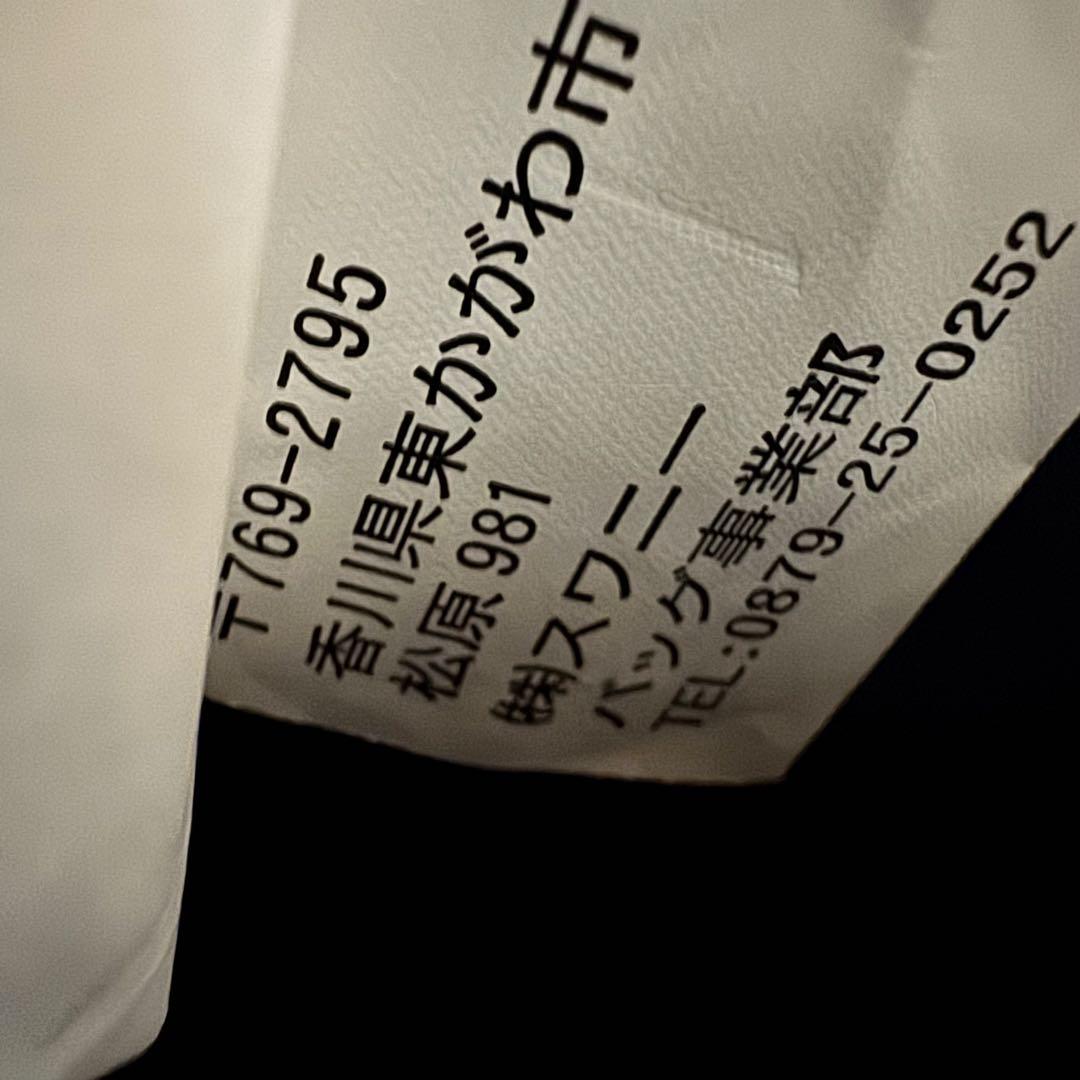 〒769-2795
香川県東かがわ市
松原 981
㈱スワニー
バッグ事業部
TEL:0879-25-0252